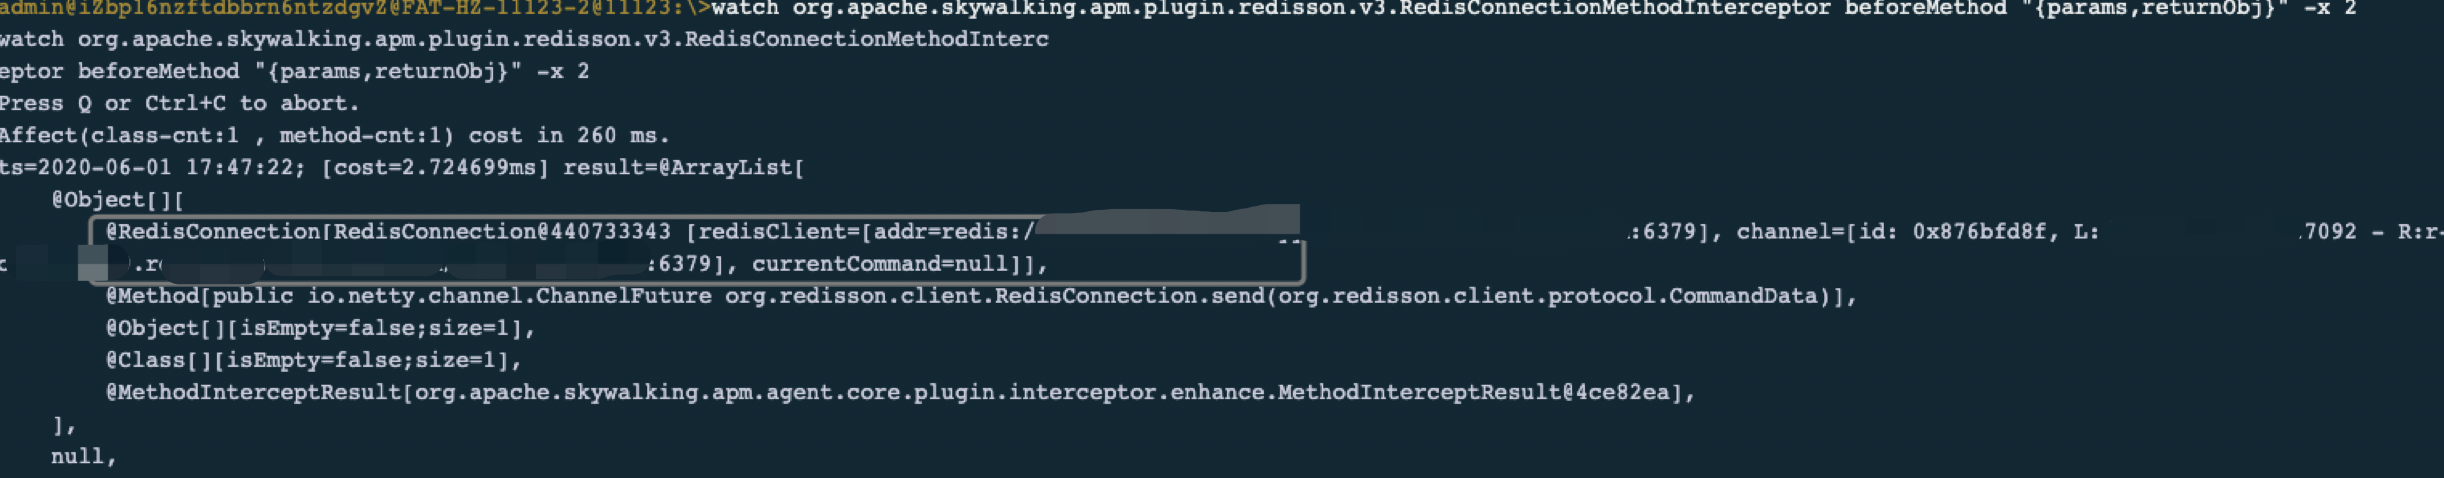 admin@iZbp16nzftdbbrn6ntzdgvZ@FAT-HZ-11123-2@11123:\>watch org.apache.skywalking.apm.plugin.redisson.v3.RedisConnectionMethodInterceptor beforeMethod "{params,returnObj}" -x 2
watch org.apache.skywalking.apm.plugin.redisson.v3.RedisConnectionMethodInterc
eptor beforeMethod "{params,returnObj}" -x 2
Press Q or Ctrl+C to abort.
Affect(class-cnt:1 , method-cnt:1) cost in 260 ms.
ts=2020-06-01 17:47:22; [cost=2.724699ms] result=@ArrayList[
@Object[][
@RedisConnection[RedisConnection@440733343 [redisClient=[addr=redis:/ :6379], channel=[id: 0x876bfd8f, L: .7092 - R:r-
:6379], currentCommand=null]],
@Method[public io.netty.channel.ChannelFuture org.redisson.client.RedisConnection.send(org.redisson.client.protocol.CommandData)],
@Object[][isEmpty=false;size=1],
@Class[][isEmpty=false;size=1],
@MethodInterceptResult[org.apache.skywalking.apm.agent.core.plugin.interceptor.enhance.MethodInterceptResult@4ce82ea],
],
null,